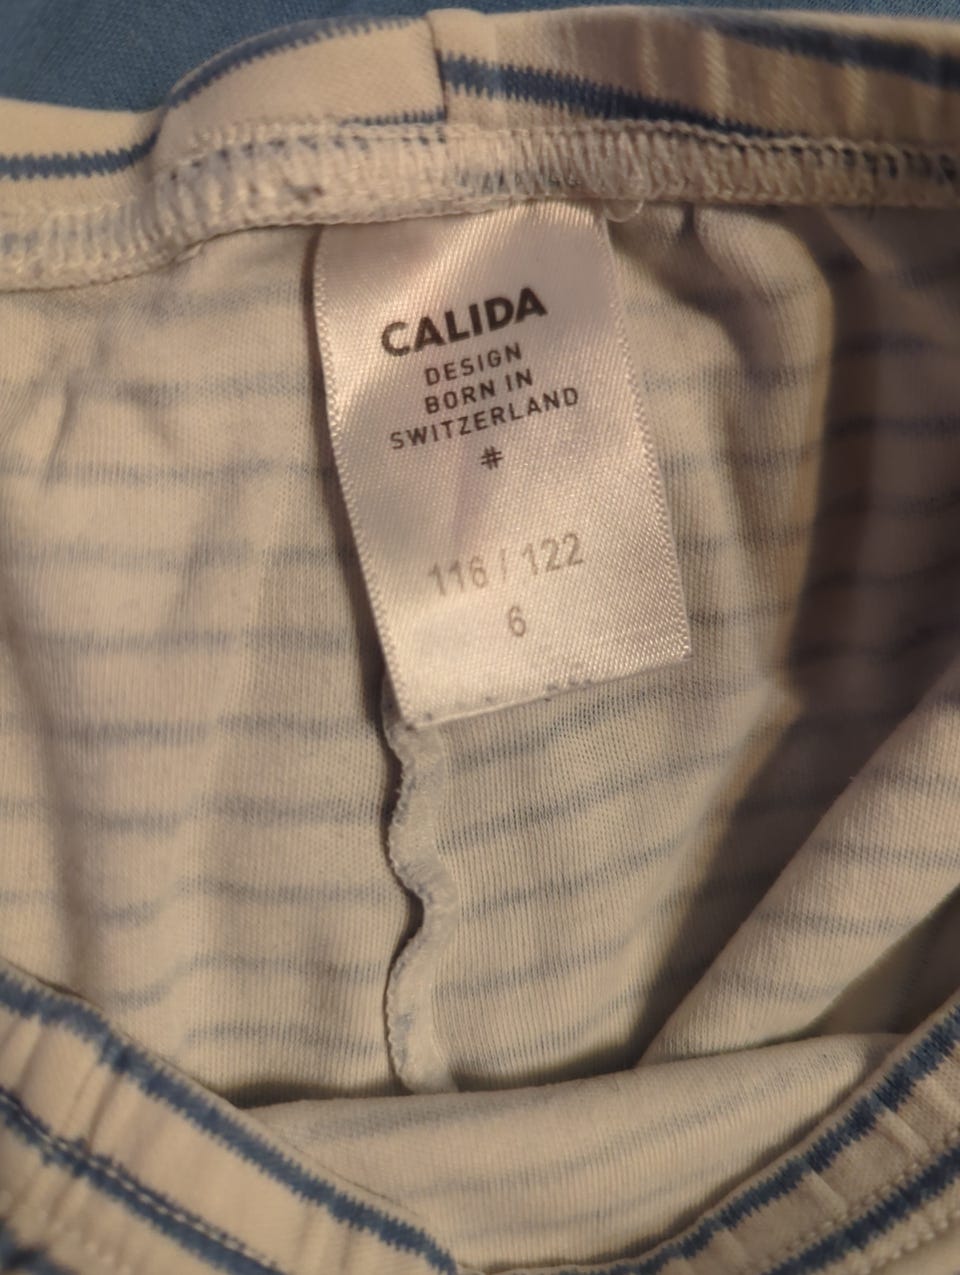 CALIDA
DESIGN
BORN IN
SWITZERLAND
#
116 / 122
6